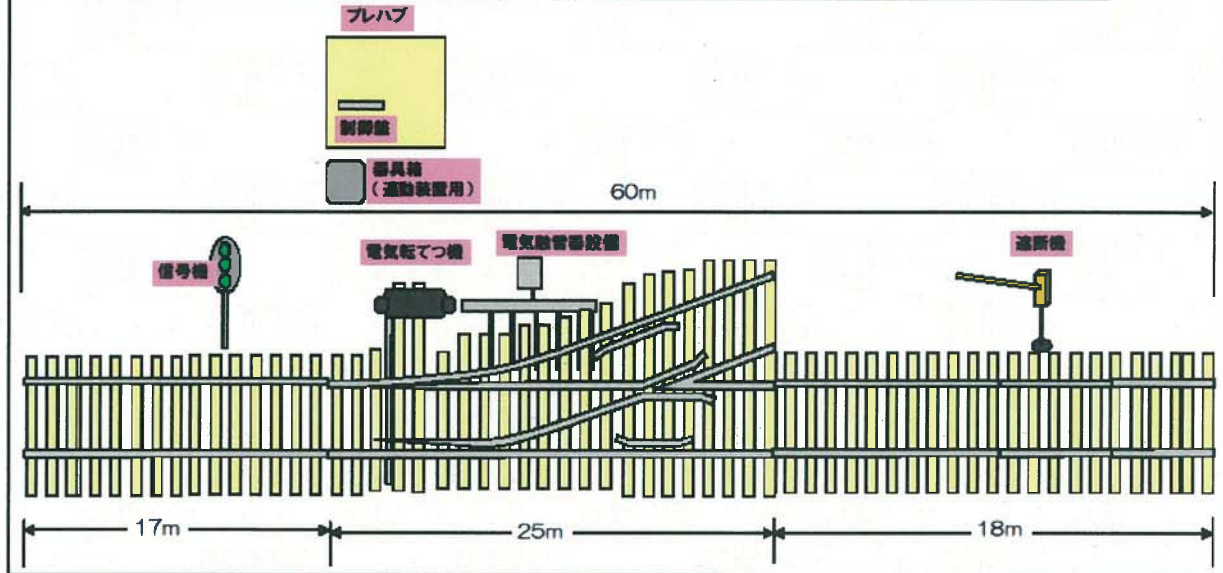 プレハブ
制御盤
器具箱
(連動装置用)
60m
信号機
電気転てつ機
電気融雪器設備
遮断機
17m
25m
18m